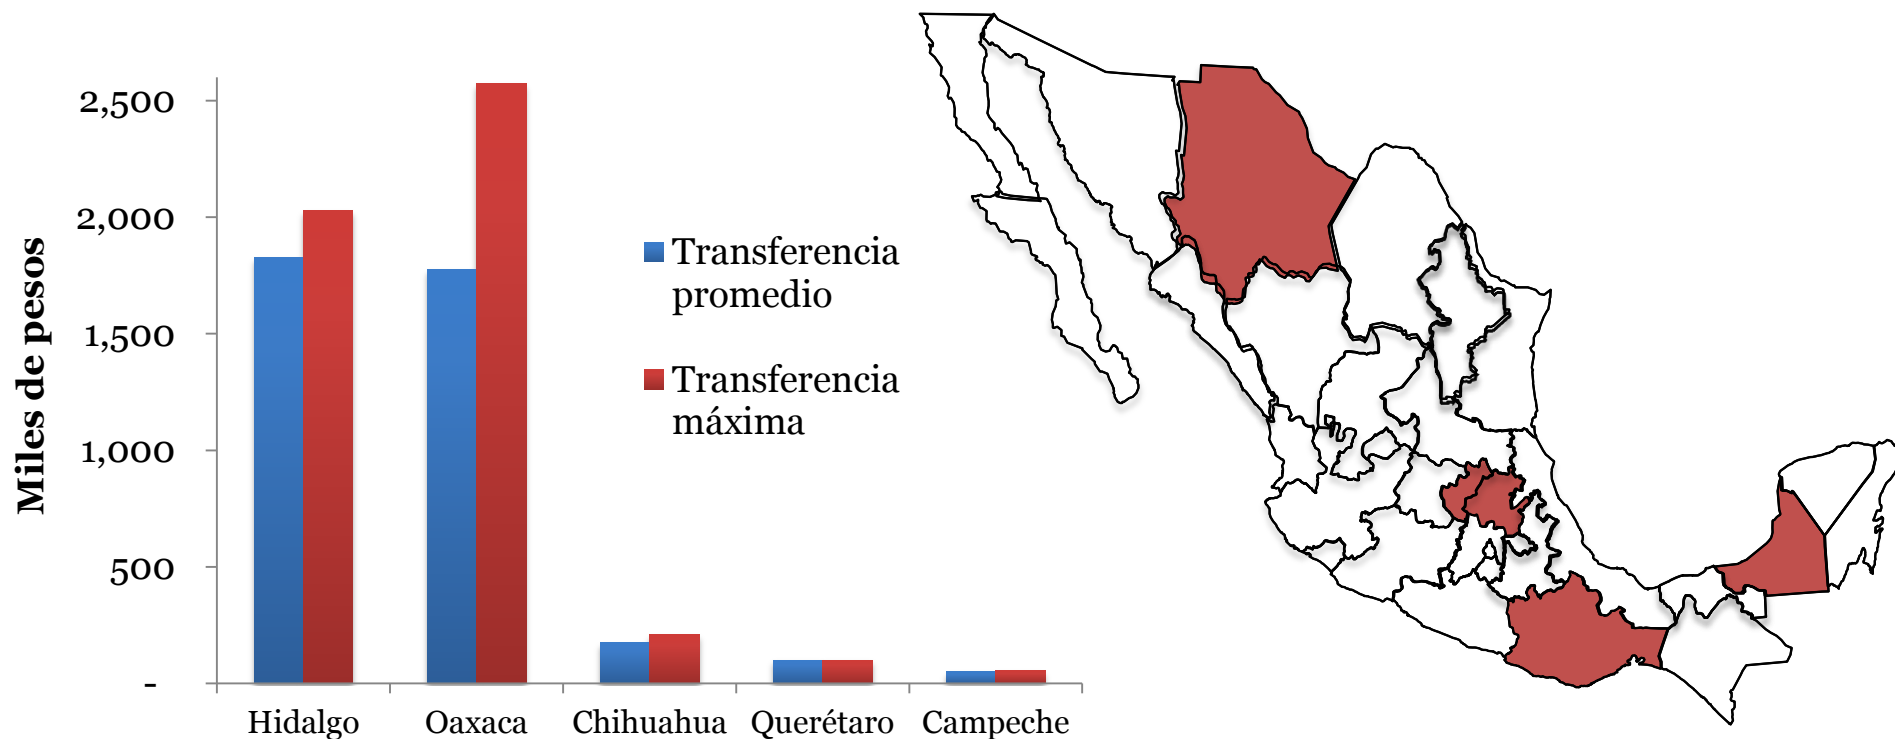 Miles de pesos
2,500
2,000
1,500
1,000
500
-
Hidalgo
Oaxaca
Chihuahua
Querétaro
Campeche
Transferencia
promedio
Transferencia
máxima